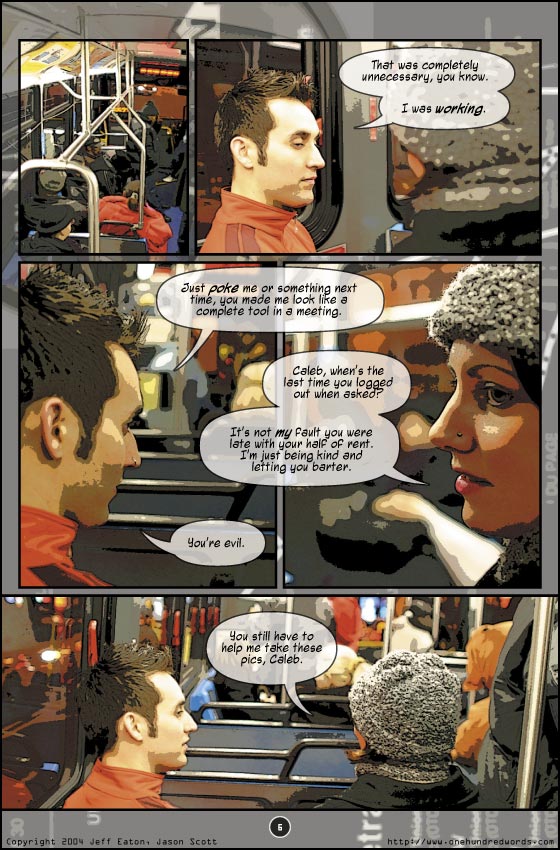 That was completely
unnecessary, you know.
I was working.
Just poke me or something next
time, you made me look like a
complete tool in a meeting.
Caleb, when's the
last time you logged
out when asked?
It's not my fault you were
late with your half of rent.
I'm just being kind and
letting you barter.
You're evil.
You still have to
help me take these
pics, Caleb.
6
Copyright 2004 Jeff Eaton, Jason Scott
http://www.onehundredwords.com/